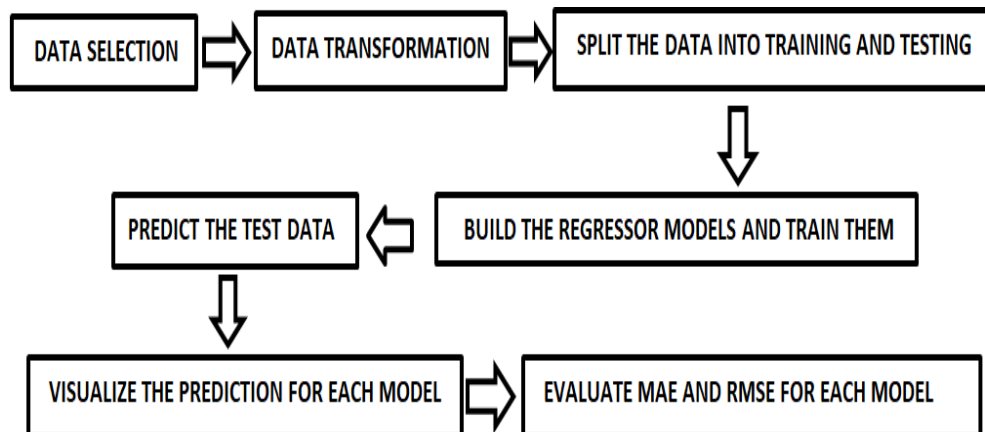 DATA SELECTION
DATA TRANSFORMATION
SPLIT THE DATA INTO TRAINING AND TESTING
BUILD THE REGRESSOR MODELS AND TRAIN THEM
PREDICT THE TEST DATA
VISUALIZE THE PREDICTION FOR EACH MODEL
EVALUATE MAE AND RMSE FOR EACH MODEL